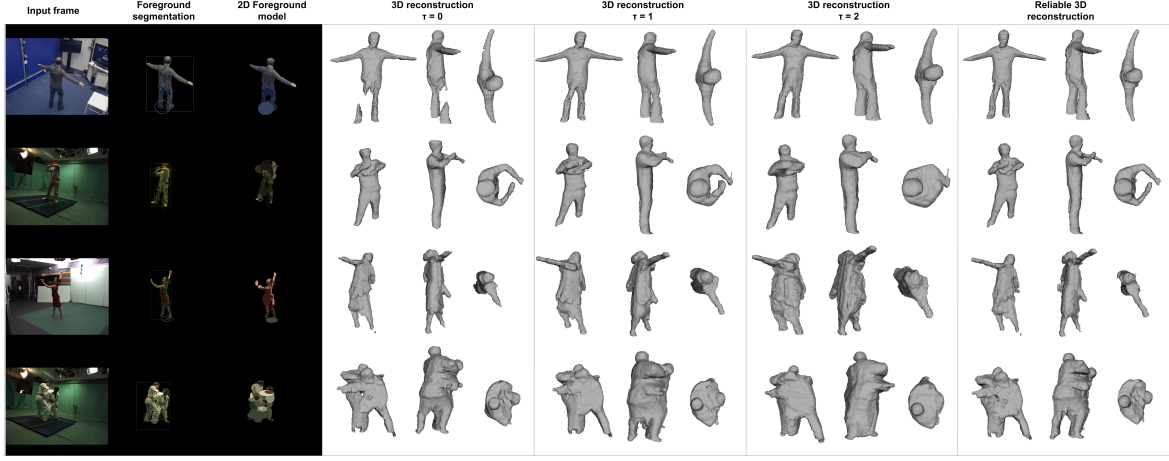 Input frame
Foreground
segmentation
2D Foreground
model
3D reconstruction
τ = 0
3D reconstruction
τ = 1
3D reconstruction
τ = 2
Reliable 3D
reconstruction